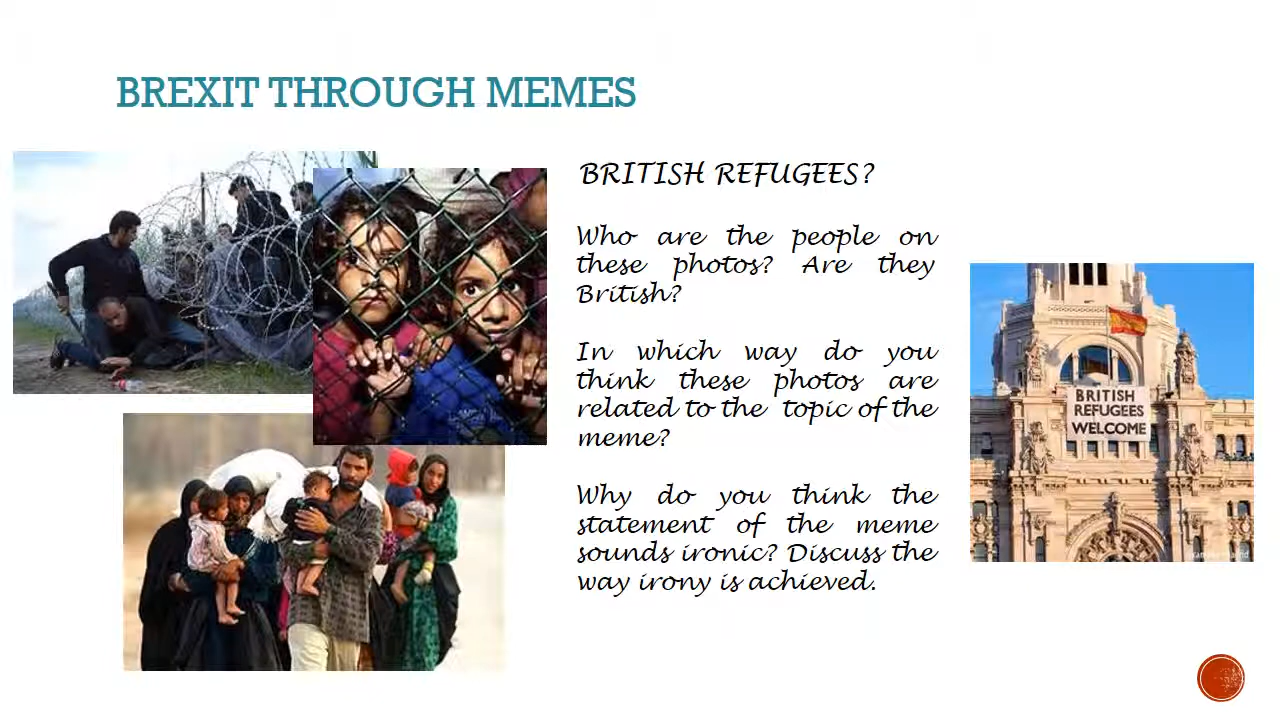 BREXIT THROUGH MEMES
BRITISH REFUGEES?
Who are the people on
these photos? Are they
British?
In which way do you
think these photos are
related to the topic of the
meme?
Why do you think the
statement of the meme
sounds ironic? Discuss the
way irony is achieved.
BRITISH
REFUGEES
WELCOME